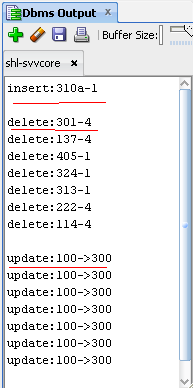 Dbms Output
Buffer Size:
shl-svvcore
insert:310a-1
delete:301-4
delete:137-4
delete:405-1
delete:324-1
delete:313-1
delete:222-4
delete:114-4
update:100->300
update:100->300
update:100->300
update:100->300
update:100->300
update:100->300
update:100->300